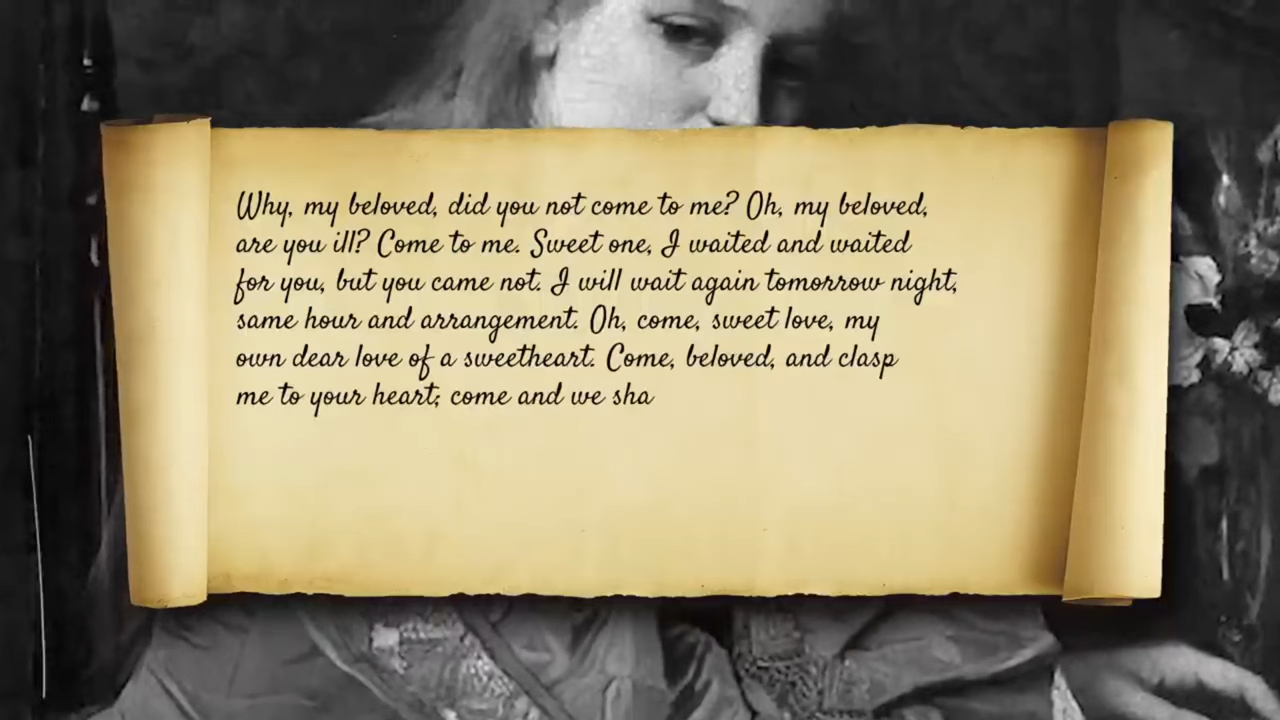 Why, my beloved, did you not come to me? Oh, my beloved,
are you ill? Come to me. Sweet one, I waited and waited
for you, but you came not. I will wait again tomorrow night,
same hour and arrangement. Oh, come, sweet love, my
own dear love of a sweetheart. Come, beloved, and clasp
me to your heart; come and we sha